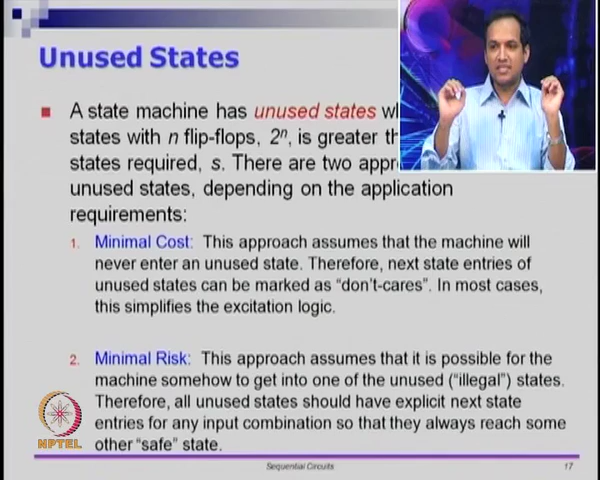 Unused States
A state machine has unused states
states with n flip-flops, 2ⁿ, is greater
states required, s. There are two
unused states, depending on the application
requirements:
1. Minimal Cost: This approach assumes that the machine will
never enter an unused state. Therefore, next state entries of
unused states can be marked as “don't-cares”. In most cases,
this simplifies the excitation logic.
2. Minimal Risk: This approach assumes that it is possible for the
machine somehow to get into one of the unused (“illegal”) states.
Therefore, all unused states should have explicit next state
entries for any input combination so that they always reach some
other “safe” state.
NPTEL
Sequential Circuits
17